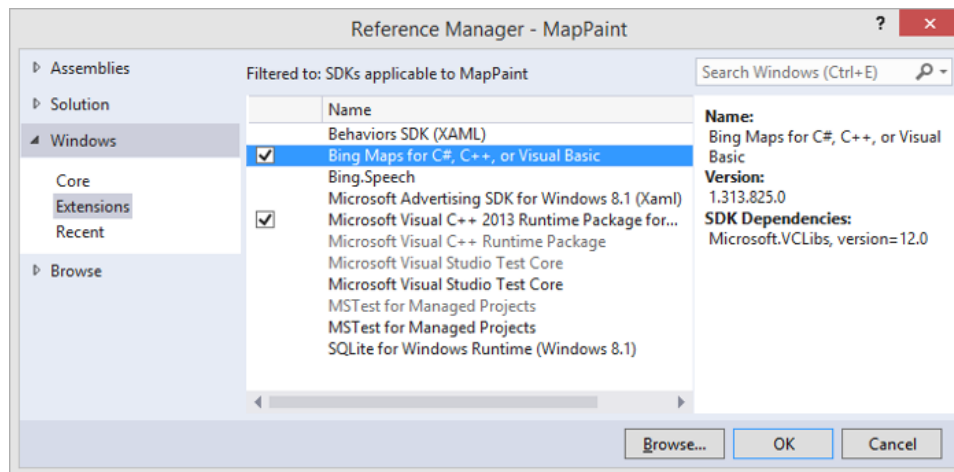 Reference Manager - MapPaint
?
Assemblies
Solution
Windows
Core
Extensions
Recent
Browse
Filtered to: SDKs applicable to MapPaint
Name
Behaviors SDK (XAML)
Bing Maps for C#, C++, or Visual Basic
Bing.Speech
Microsoft Advertising SDK for Windows 8.1 (Xaml)
Microsoft Visual C++ 2013 Runtime Package for...
Microsoft Visual C++ Runtime Package
Microsoft Visual Studio Test Core
Microsoft Visual Studio Test Core
MSTest for Managed Projects
MSTest for Managed Projects
SQLite for Windows Runtime (Windows 8.1)
Search Windows (Ctrl+E)
Name:
Bing Maps for C#, C++, or Visual
Basic
Version:
1.313.825.0
SDK Dependencies:
Microsoft.VCLibs, version=12.0
Browse...
OK
Cancel